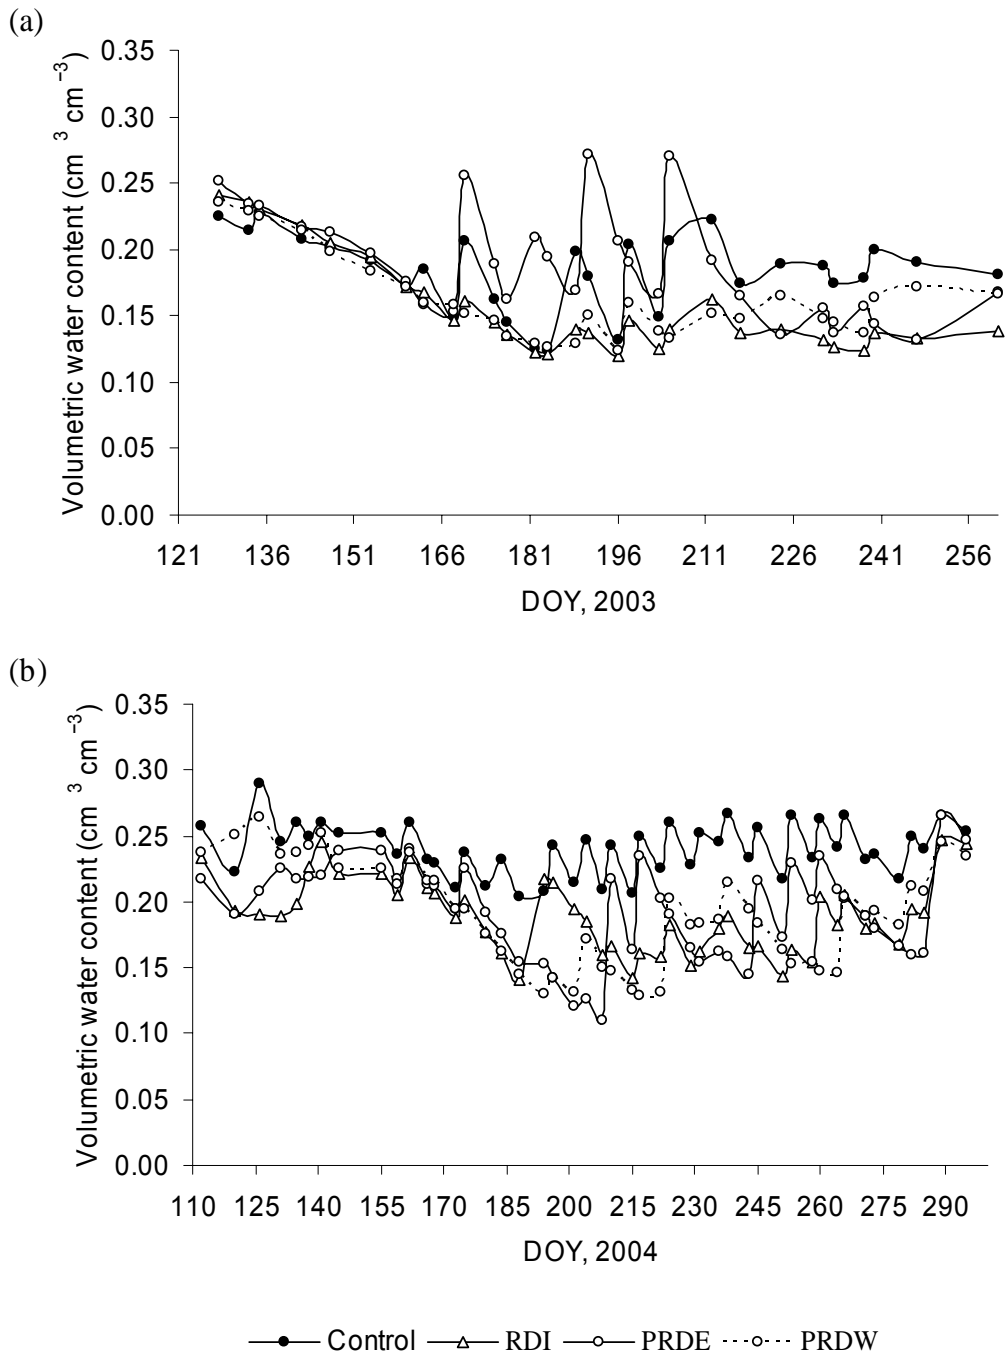 (a)
Volumetric water content (cm 3 cm −3)
0.35
0.30
0.25
0.20
0.15
0.10
0.05
0.00
121 136 151 166 181 196 211 226 241 256
DOY, 2003
(b)
Volumetric water content (cm 3 cm −3)
0.35
0.30
0.25
0.20
0.15
0.10
0.05
0.00
110 125 140 155 170 185 200 215 230 245 260 275 290
DOY, 2004
Control RDI PRDE PRDW